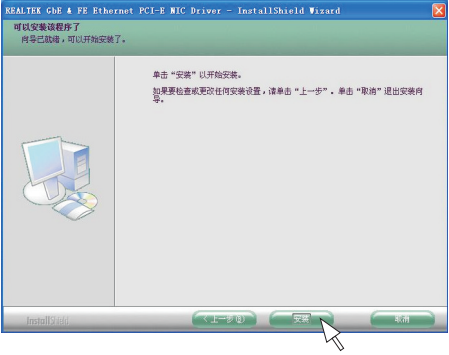 REALTEK GbE & FE Ethernet PCI-E NIC Driver - InstallShield Wizard
可以安装该程序了
向导已就绪，可以开始安装了。
单击“安装”以开始安装。
如果要检查或更改任何安装设置，请单击“上一步”。单击“取消”退出安装向
导。
InstallShield
<上一步(B) 安装 取消